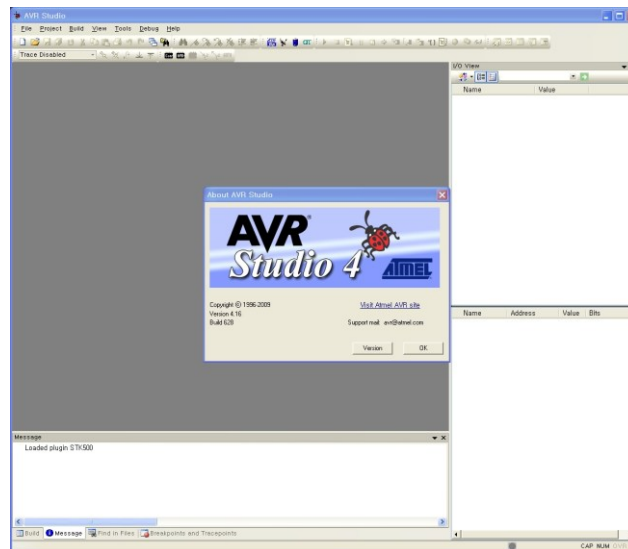 AVR Studio
File Project Build View Tools Debug Help
Trace Disabled
I/O View
Name Value
About AVR Studio
AVR®
Studio 4
ATMEL
Copyright © 1996-2009
Version 4.16
Build 628
Visit Atmel AVR site
Support mail: avr@atmel.com
Version OK
Name Address Value Bits
Message
Loaded plugin STK500
Build Message Find in Files Breakpoints and Tracepoints
CAP NUM OVR